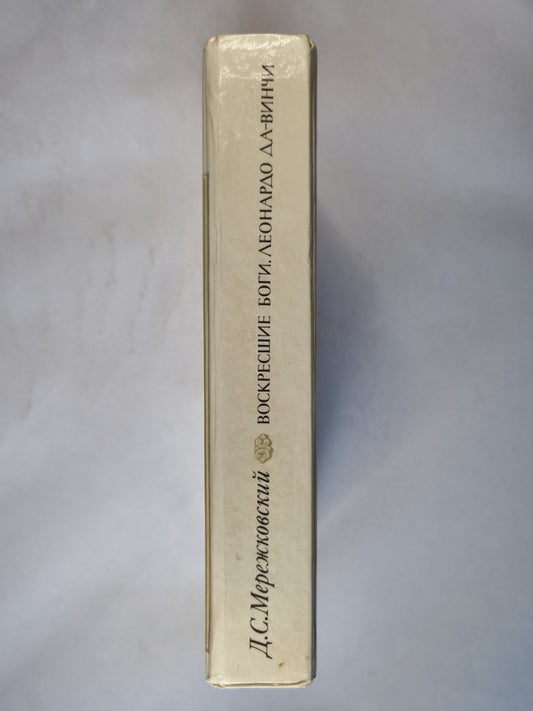 Д.С.Мережковский ВОСКРЕСШИЕ БОГИ. ЛЕОНАРДО ДА-ВИНЧИ